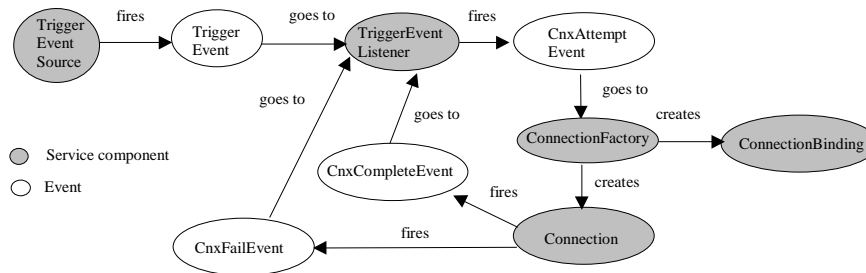 Trigger
Event
Source
fires
Trigger
Event
goes to
TriggerEvent
Listener
fires
CnxAttempt
Event
goes to
goes to
goes to
creates
ConnectionFactory
ConnectionBinding
Service component
Event
CnxCompleteEvent
creates
fires
CnxFailEvent
fires
Connection